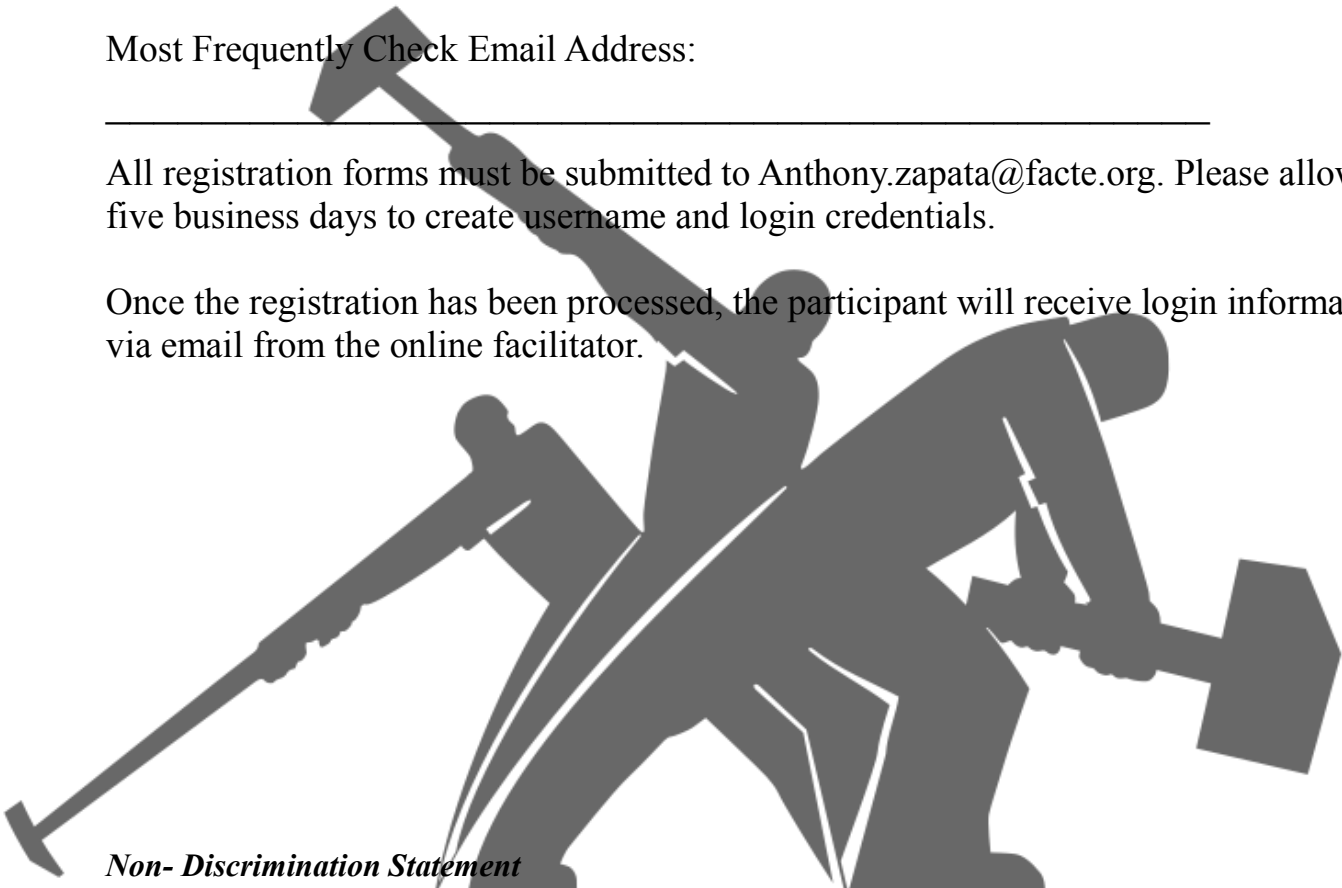 Most Frequently Check Email Address:
All registration forms must be submitted to Anthony.zapata@facte.org. Please allow
five business days to create username and login credentials.
Once the registration has been processed, the participant will receive login informa
via email from the online facilitator.
Non- Discrimination Statement